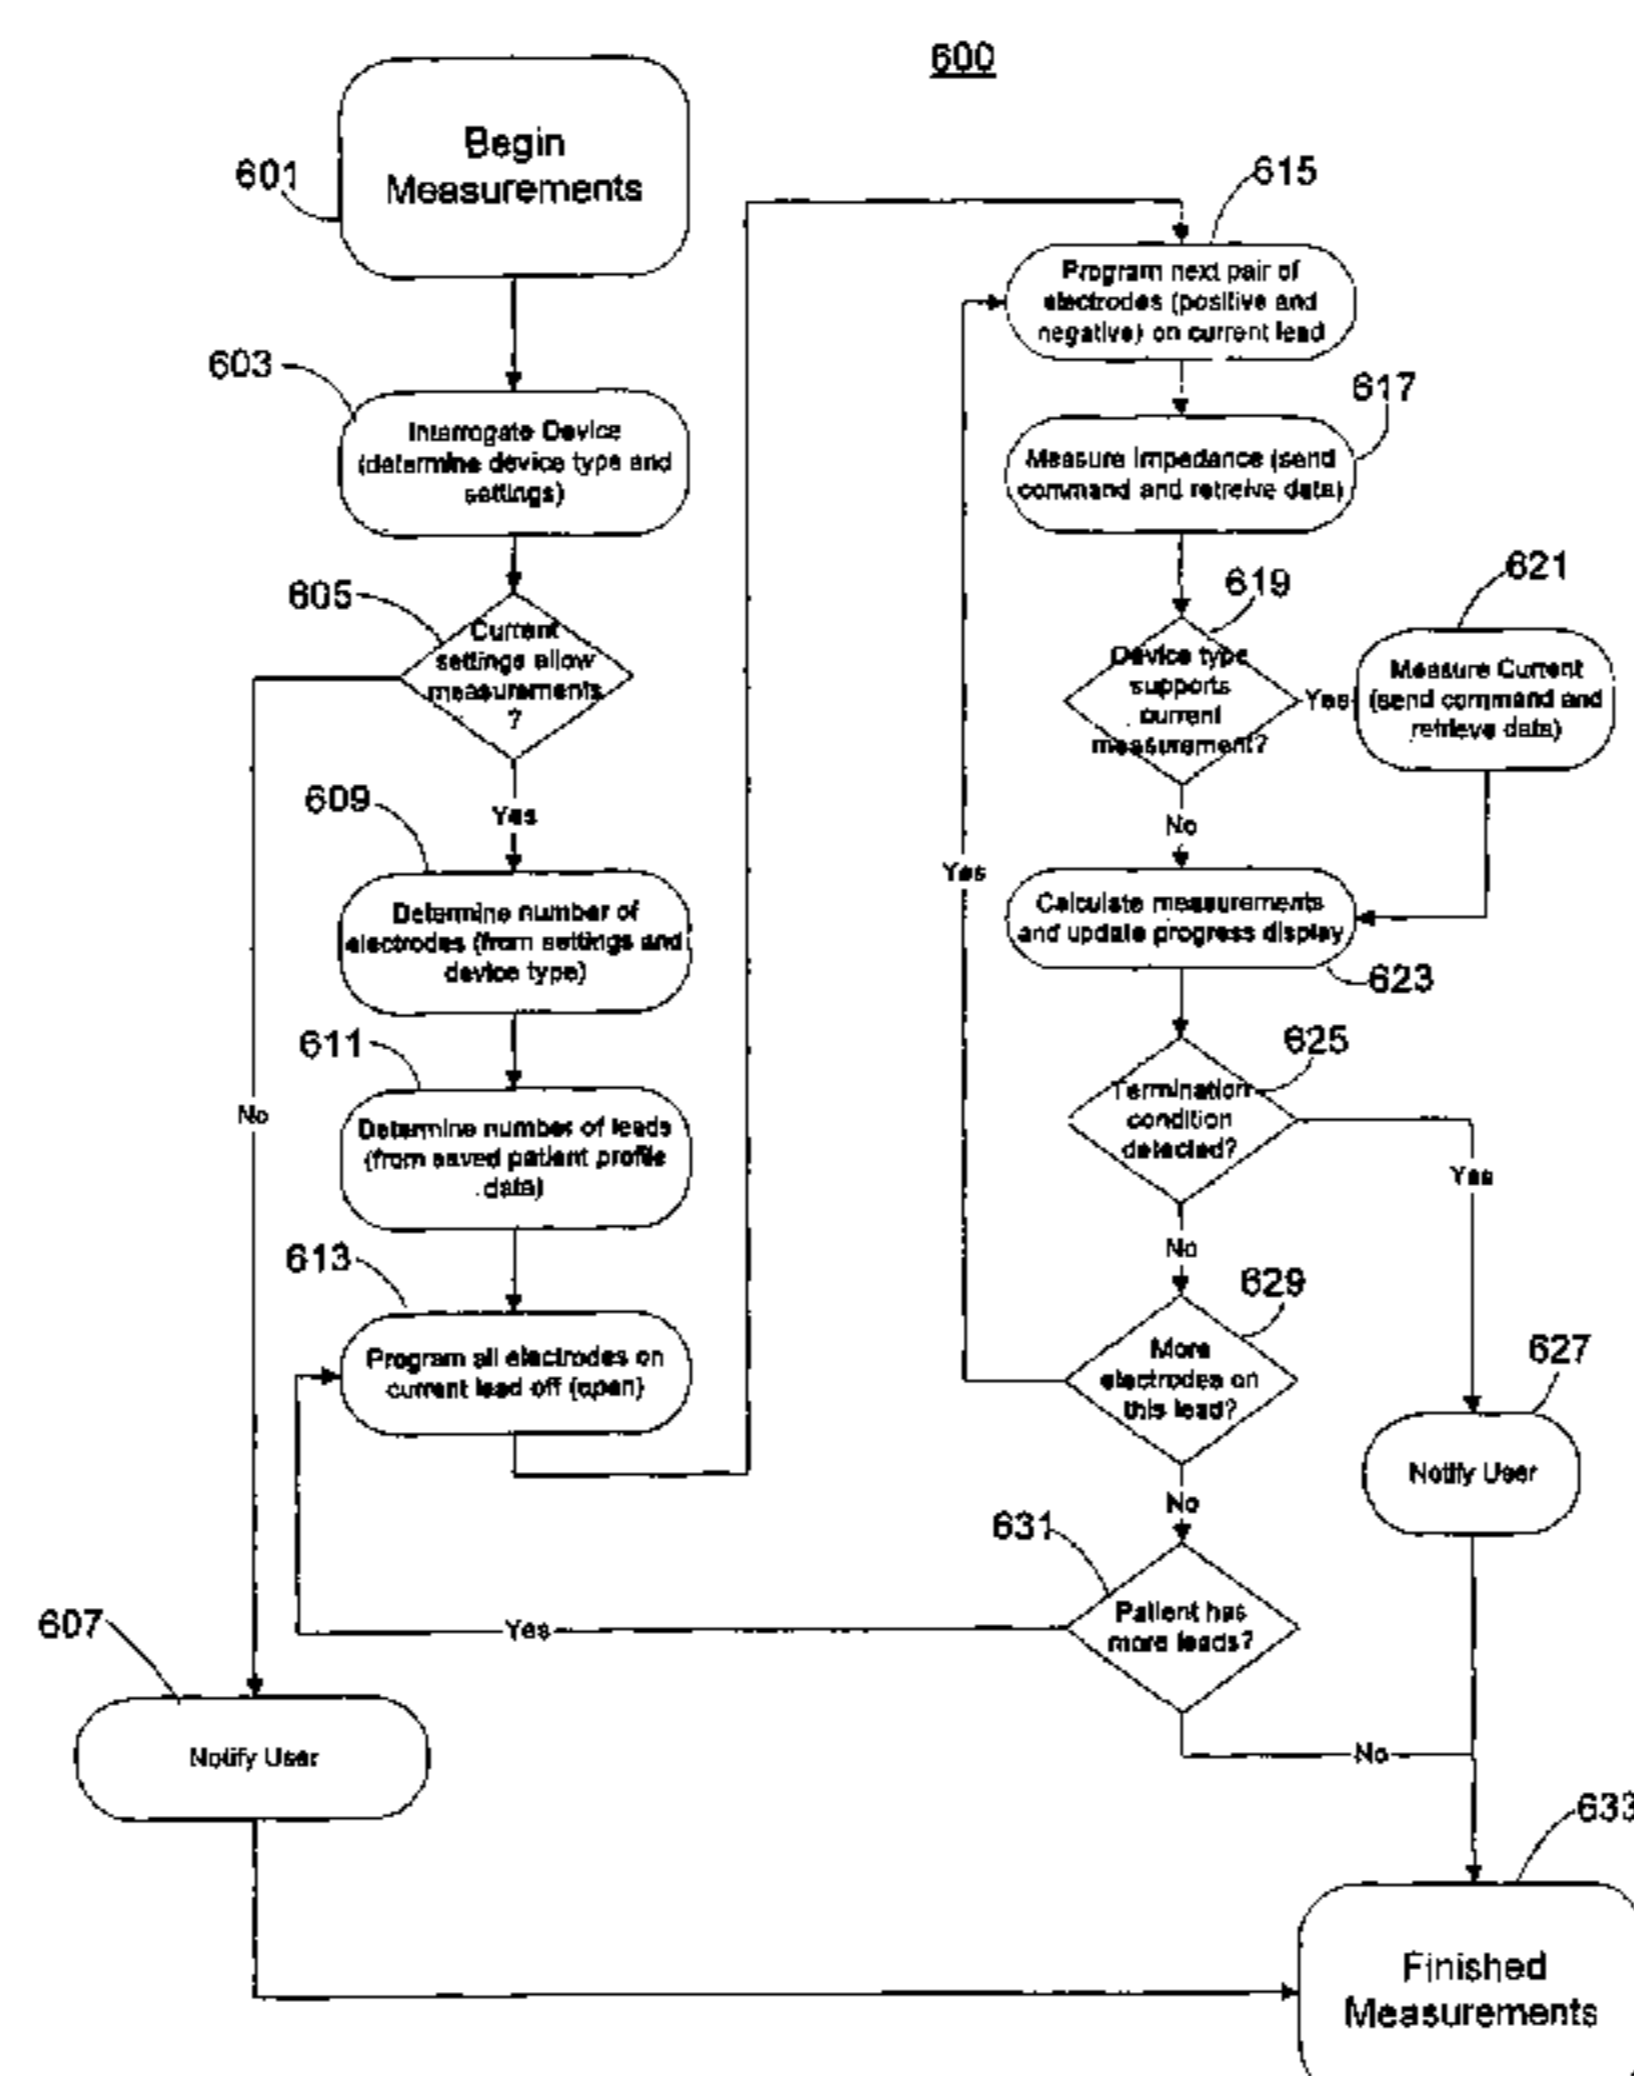 600
601
Begin
Measurements
603
Interrogate Device
(determine device type and
settings)
605
Current
settings allow
measurements
?
Yes
No
609
Determine number of
electrodes (from settings and
device type)
611
Determine number of leads
(from saved patient profile
data)
613
Program all electrodes on
current lead off (open)
607
Notify User
615
Program next pair of
electrodes (positive and
negative) on current lead
617
Measure Impedance (send
command and retreive data)
619
Device type
supports
current
measurement?
Yes
621
Measure Current
(send command and
retrieve data)
No
Yes
Calculate measurements
and update progress display
623
625
Termination
condition
detected?
Yes
No
629
More
electrodes on
this lead?
627
Notify User
No
631
Patient has
more leads?
Yes
No
633
Finished
Measurements